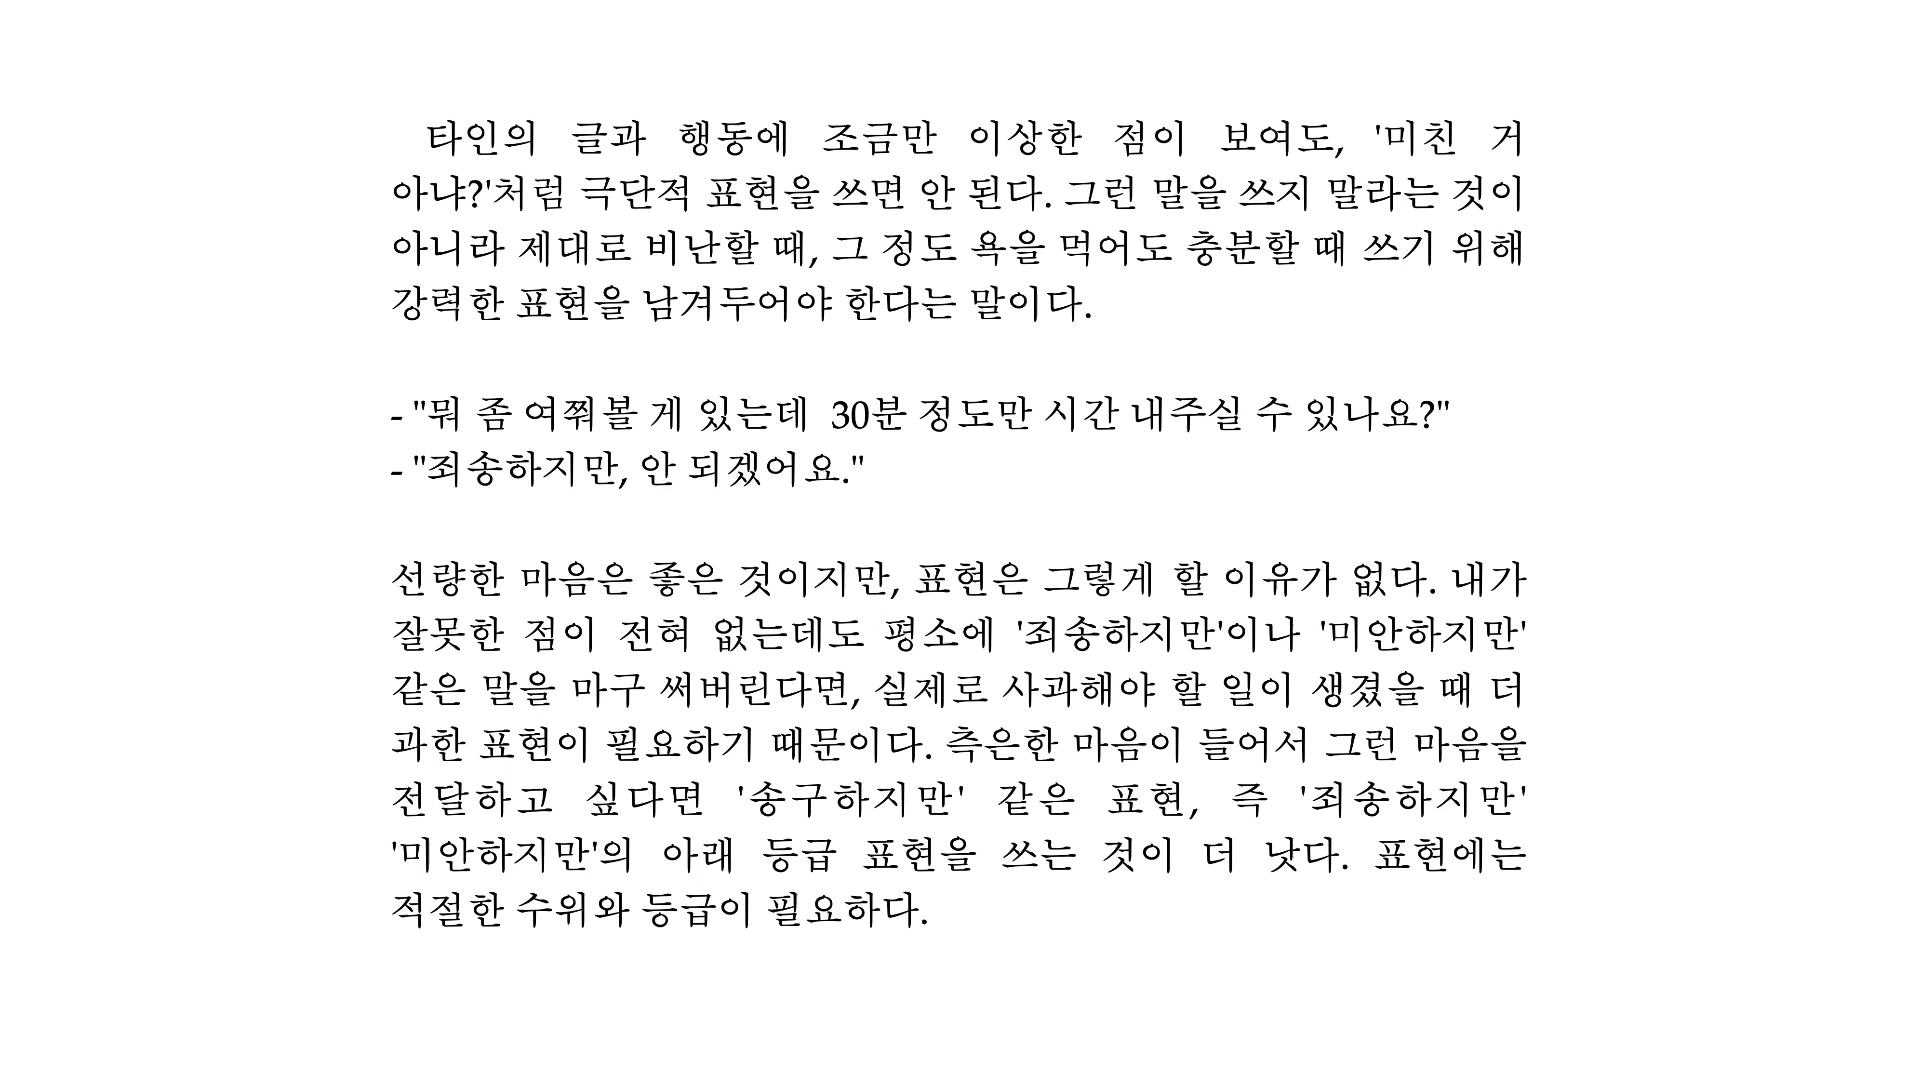 타인의 글과 행동에 조금만 이상한 점이 보여도, '미친 거
아냐?'처럼 극단적 표현을 쓰면 안 된다. 그런 말을 쓰지 말라는 것이
아니라 제대로 비난할 때, 그 정도 욕을 먹어도 충분할 때 쓰기 위해
강력한 표현을 남겨두어야 한다는 말이다.
- "뭐 좀 여쭤볼 게 있는데 30분 정도만 시간 내주실 수 있나요?"
- "죄송하지만, 안 되겠어요."
선량한 마음은 좋은 것이지만, 표현은 그렇게 할 이유가 없다. 내가
잘못한 점이 전혀 없는데도 평소에 '죄송하지만'이나 '미안하지만'
같은 말을 마구 써버린다면, 실제로 사과해야 할 일이 생겼을 때 더
과한 표현이 필요하기 때문이다. 측은한 마음이 들어서 그런 마음을
전달하고 싶다면 '송구하지만' 같은 표현, 즉 '죄송하지만'
'미안하지만'의 아래 등급 표현을 쓰는 것이 더 낫다. 표현에는
적절한 수위와 등급이 필요하다.